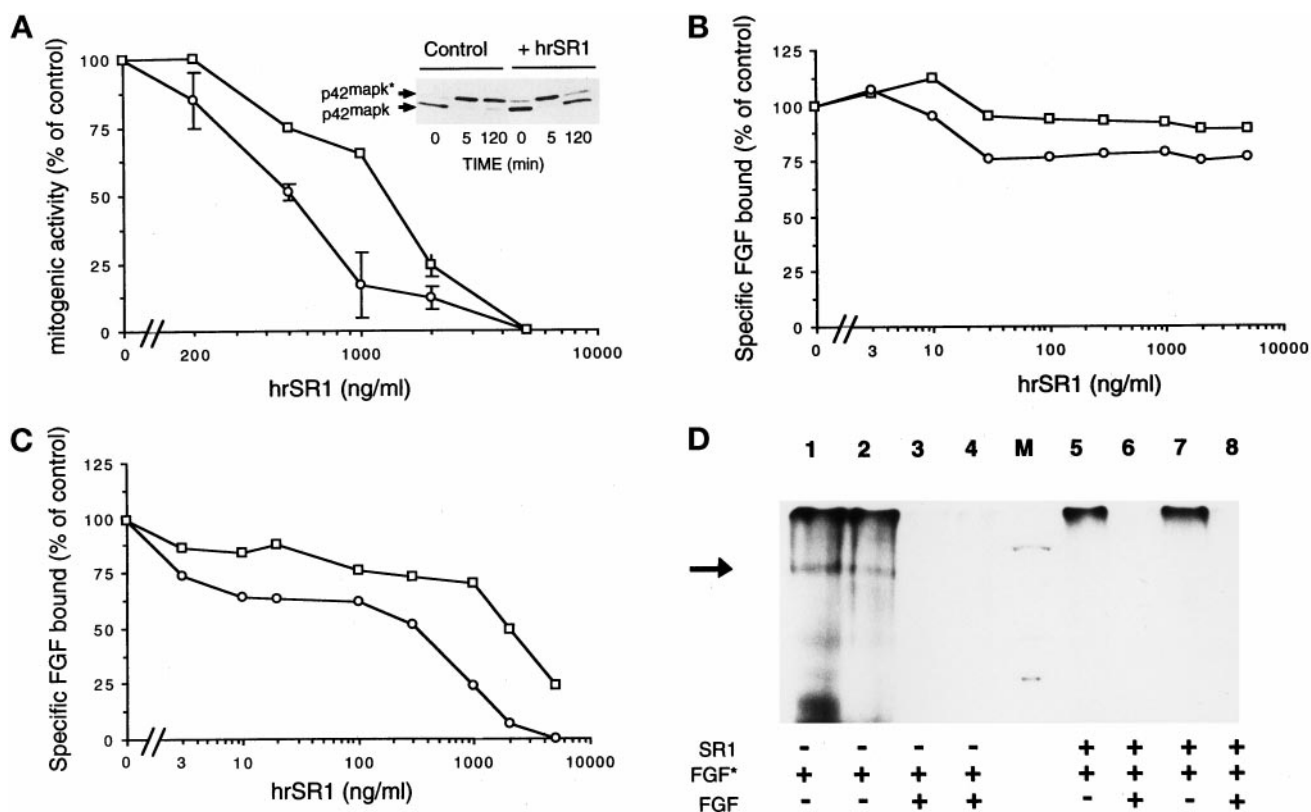 A
mitogenic activity (% of control)
100
75
50
25
0
0 200 1000 10000
hrSR1 (ng/ml)
Control + hrSR1
p42mapk*
p42mapk
0 5 120 0 5 120
TIME (min)
B
Specific FGF bound (% of control)
125
100
75
50
25
0
0 3 10 100 1000 10000
hrSR1 (ng/ml)
C
Specific FGF bound (% of control)
125
100
75
50
25
0
0 3 10 100 1000 10000
hrSR1 (ng/ml)
D
1 2 3 4 M 5 6 7 8
SR1 - - - - + + + +
FGF* + + + + + + + +
FGF - - + + - + - +